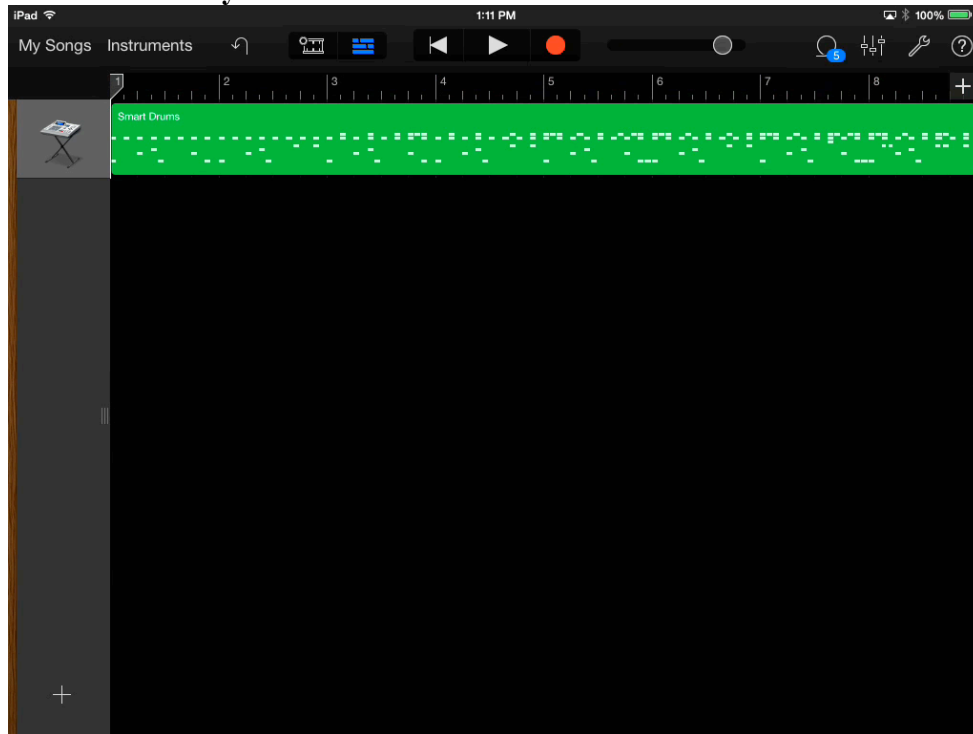 iPad 1:11 PM 100%
My Songs Instruments 5 ?
1 2 3 4 5 6 7 8 +
Smart Drums
+